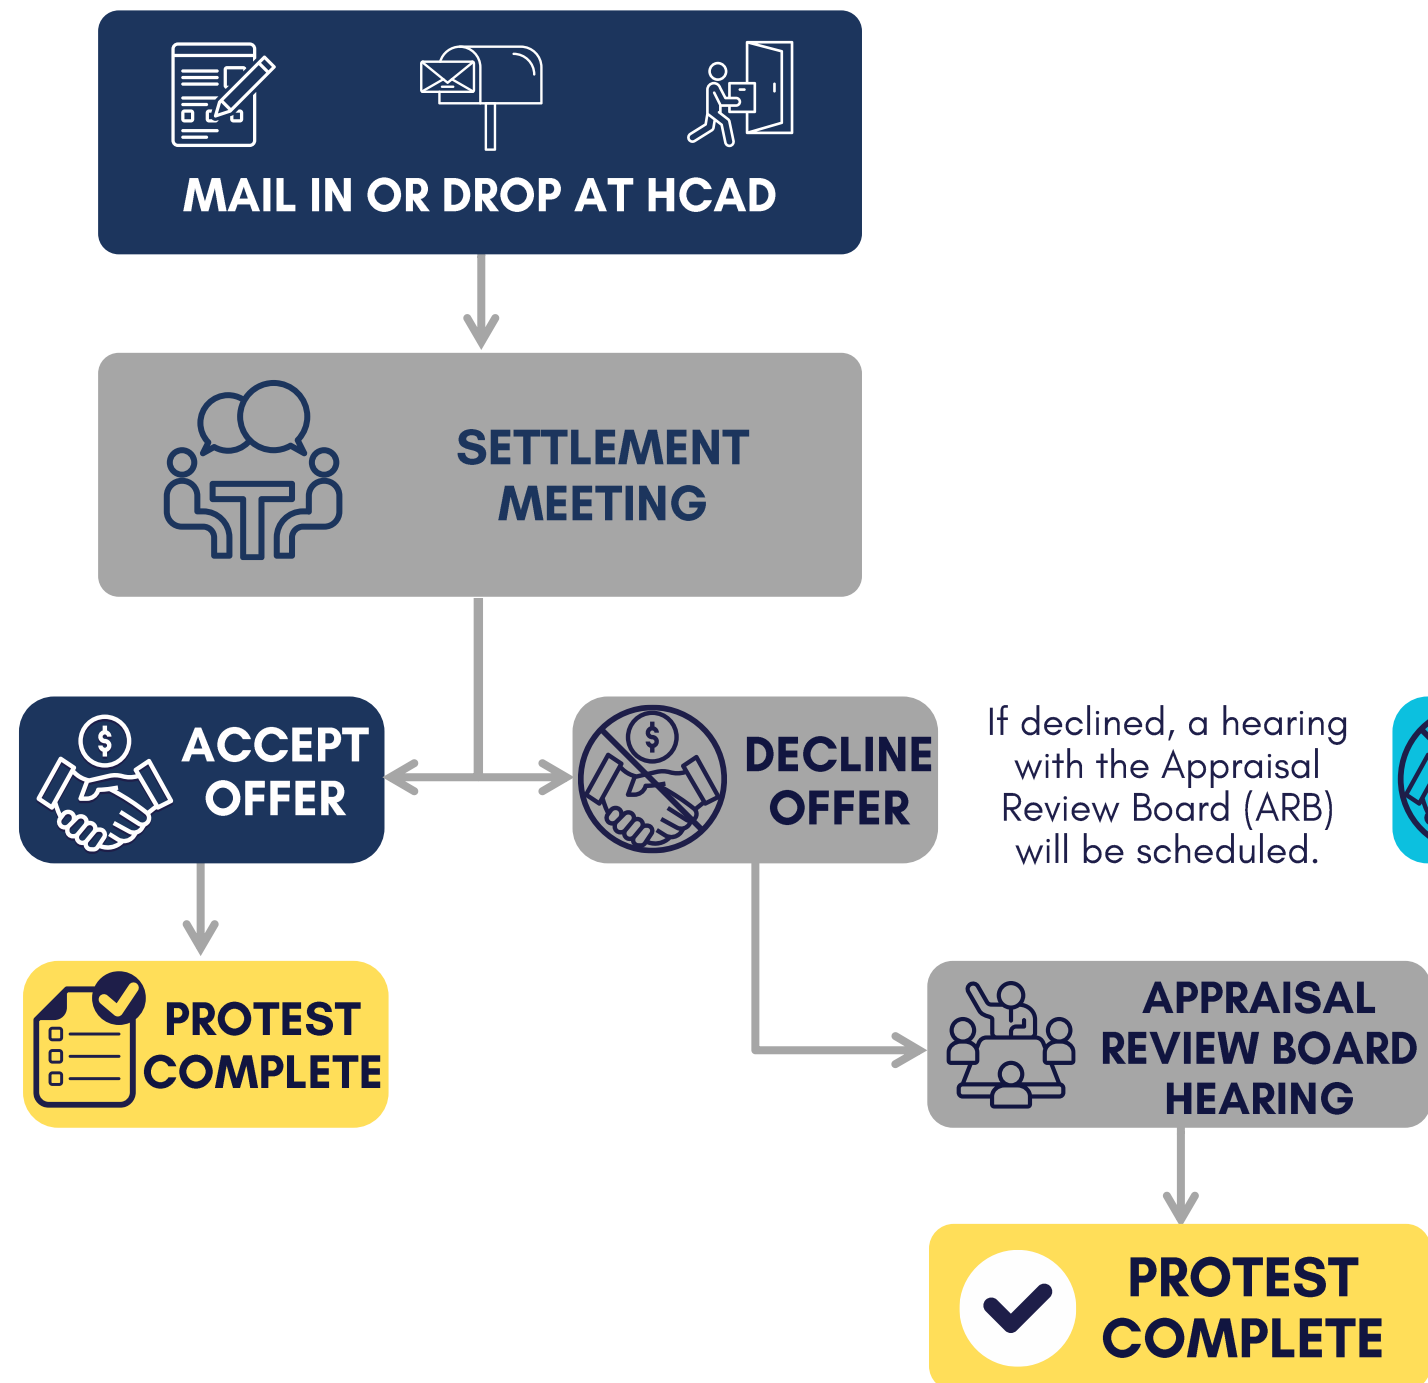 MAIL IN OR DROP AT HCAD
SETTLEMENT
MEETING
ACCEPT
OFFER
DECLINE
OFFER
If declined, a hearing
with the Appraisal
Review Board (ARB)
will be scheduled.
PROTEST
COMPLETE
APPRAISAL
REVIEW BOARD
HEARING
PROTEST
COMPLETE